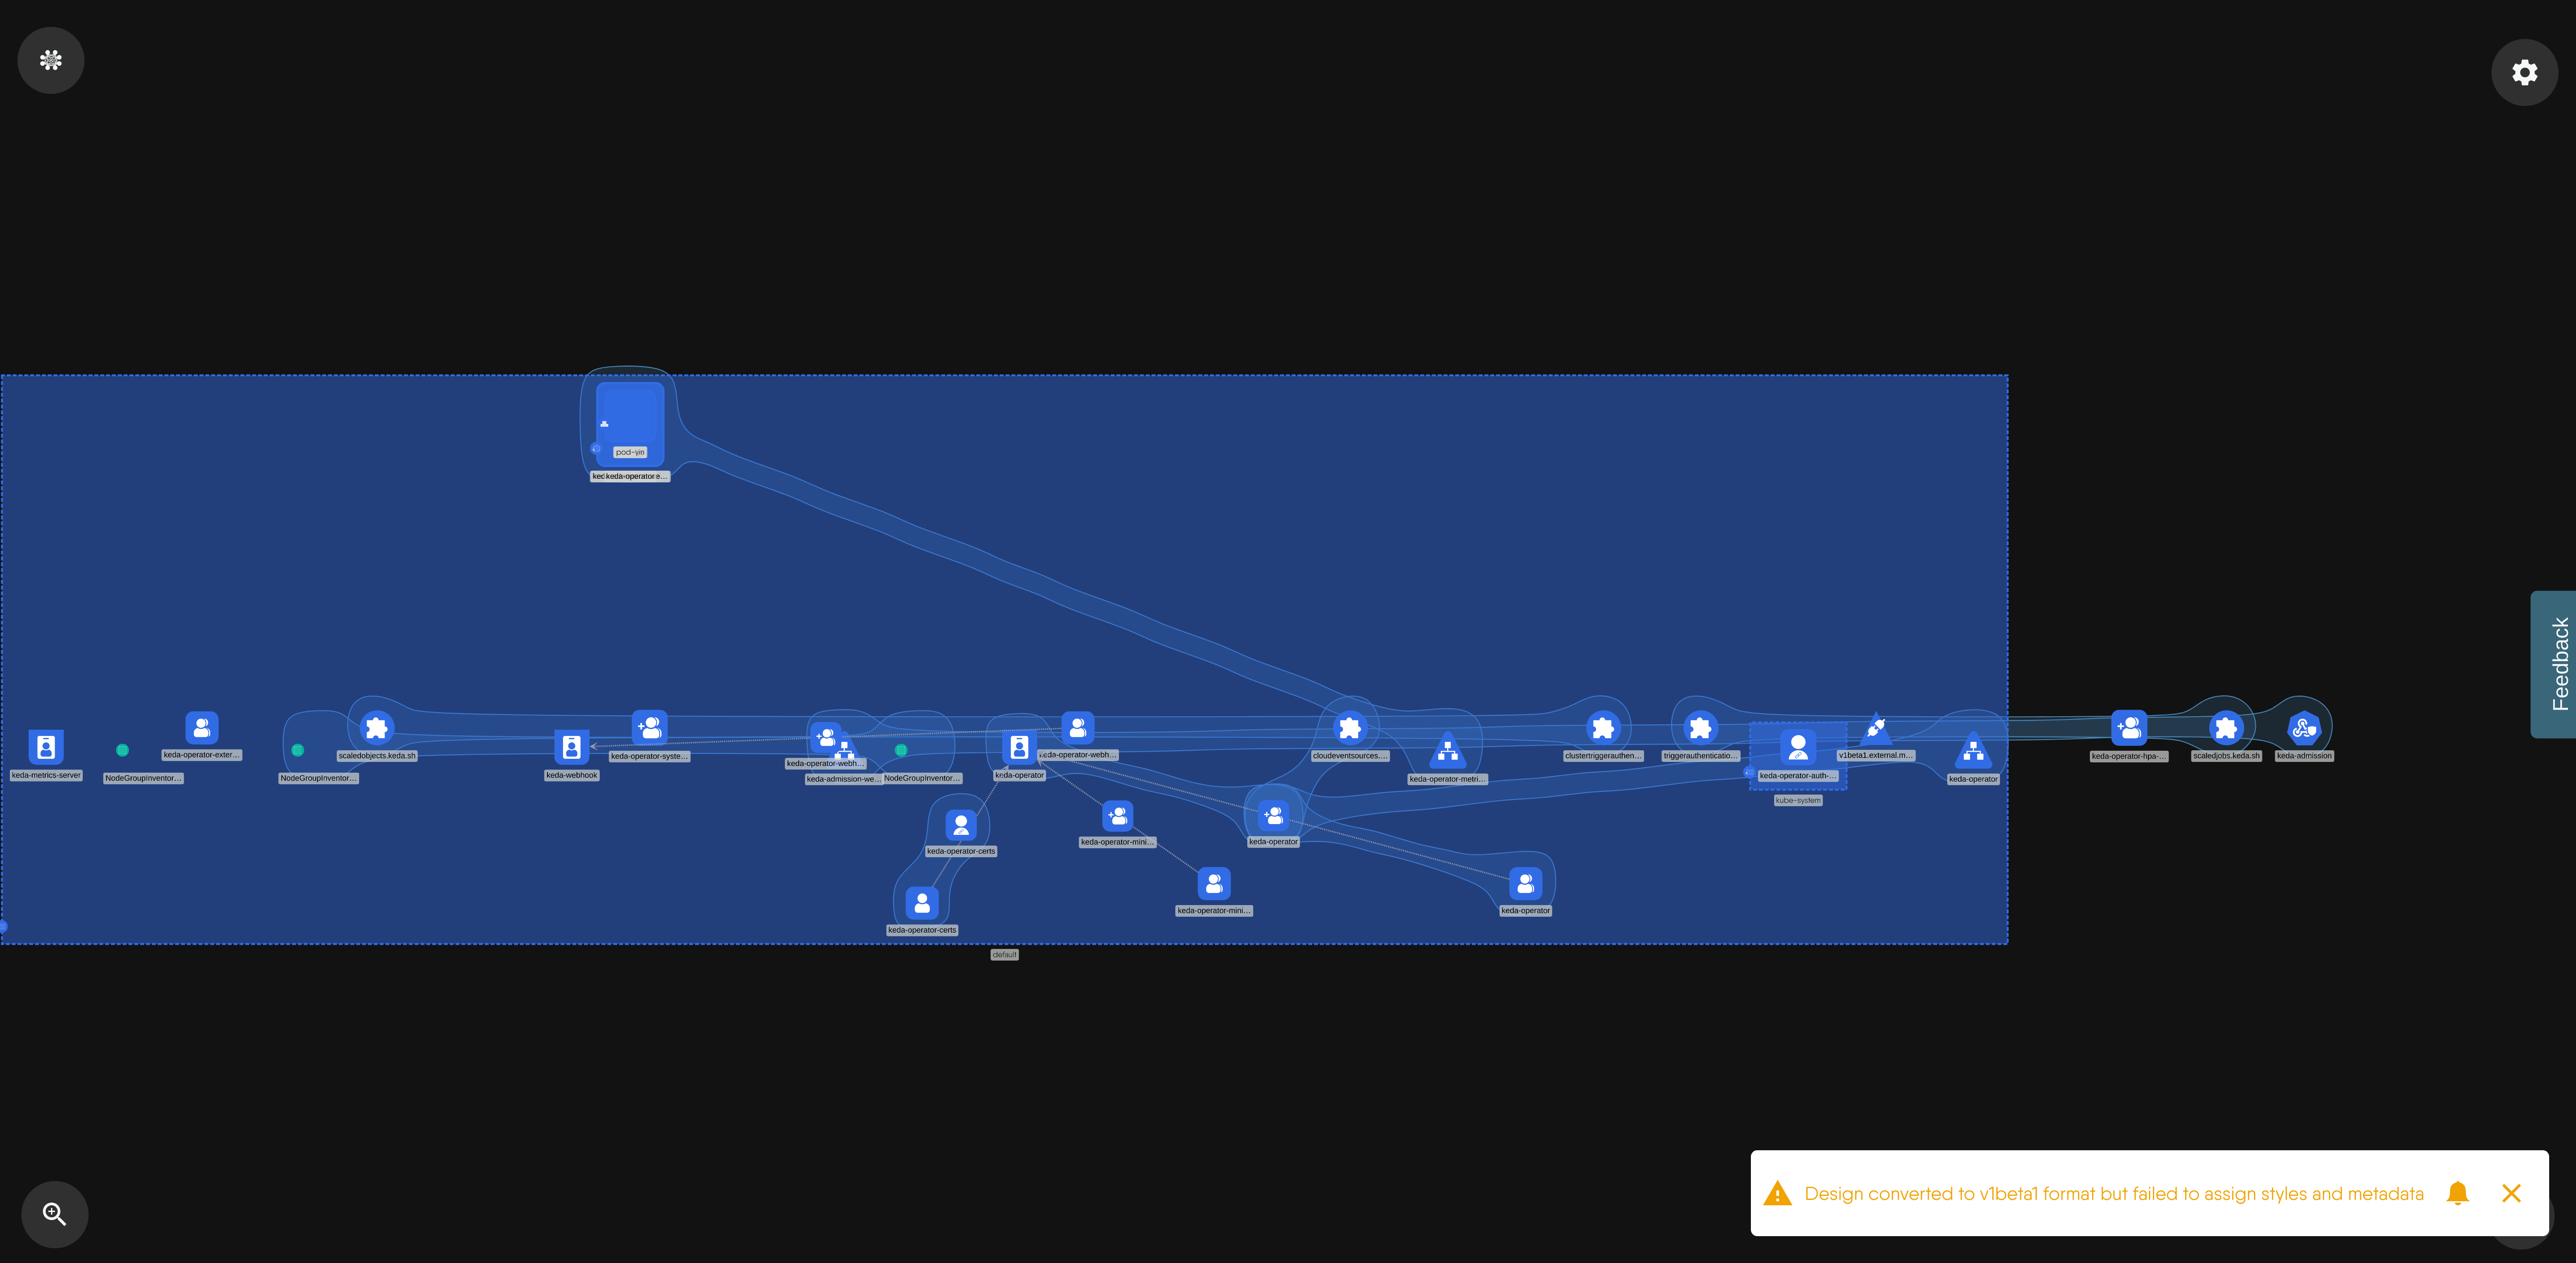 pod-yin
keda-operator
Feedback
keda-operator-exter...
scaledobjects.keda.sh
keda-operator-syste...
keda-operator-webh...
keda-operator-webh...
cloudeventsources....
clustertriggerauthen...
triggerauthenticatio...
v1beta1.external.m...
keda-operator-hpa-...
scaledjobs.keda.sh
keda-admission
keda-metrics-server
NodeGroupInventor...
NodeGroupInventor...
keda-webhook
keda-admission-we...
NodeGroupInventor...
keda-operator
keda-operator-metri...
keda-operator-auth-...
keda-operator
kube-system
keda-operator-certs
keda-operator-mini...
keda-operator
keda-operator-certs
keda-operator-mini...
keda-operator
default
Design converted to v1beta1 format but failed to assign styles and metadata